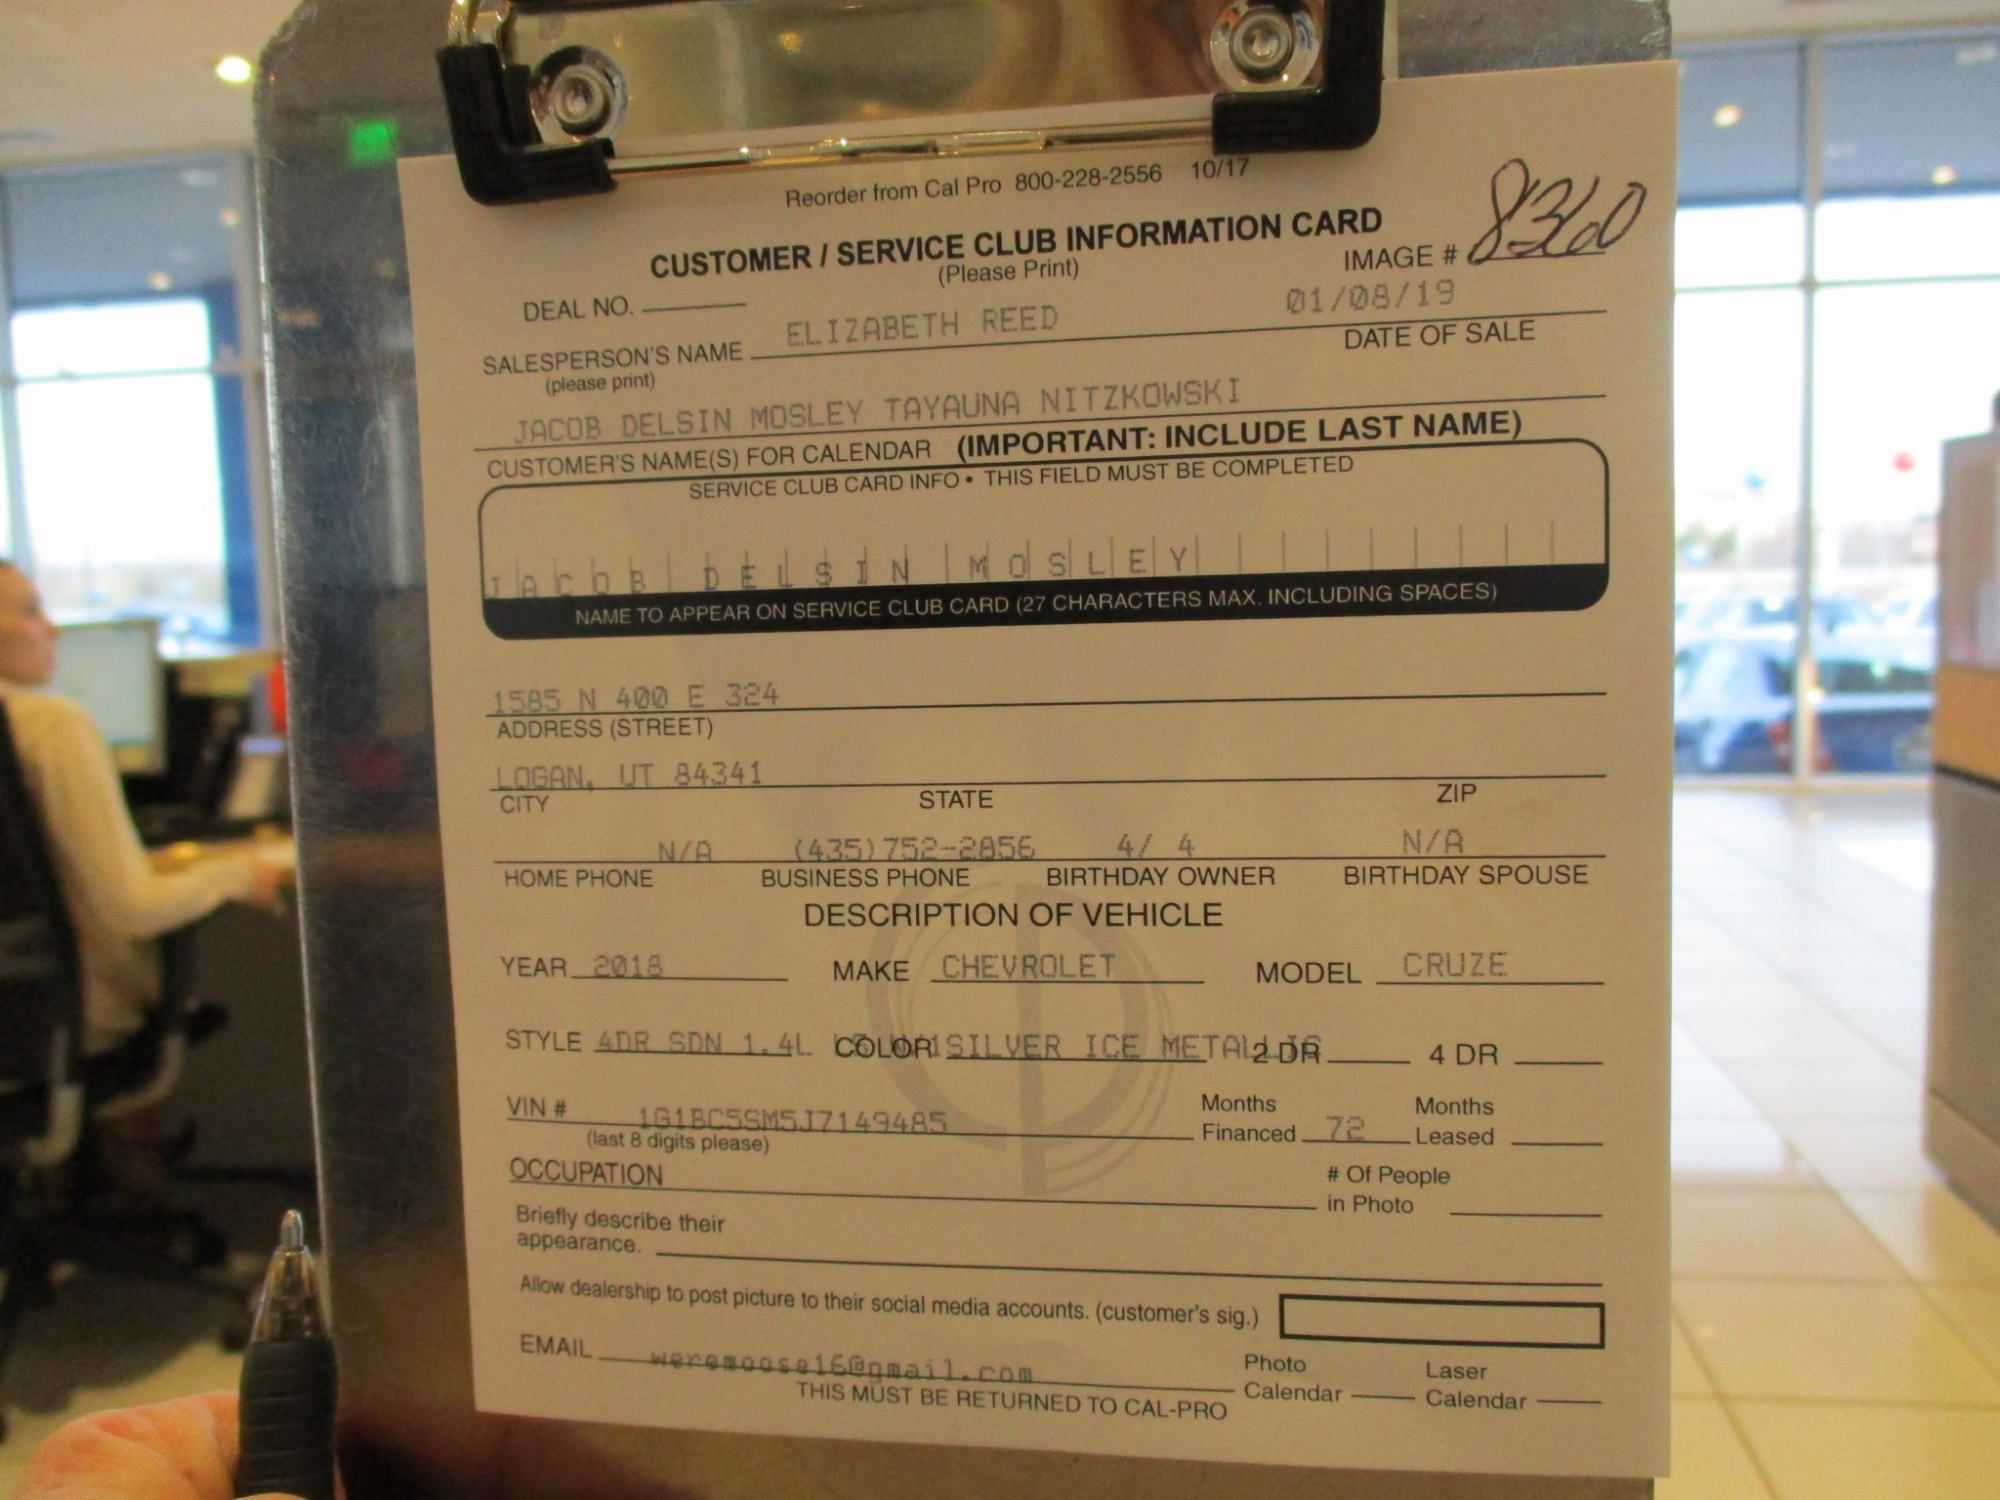 Reorder from Cal Pro 800-228-2556 10/17
CUSTOMER / SERVICE CLUB INFORMATION CARD
(Please Print)
IMAGE # 8360
DEAL NO.
ELIZABETH REED 01/08/19
SALESPERSON'S NAME DATE OF SALE
(please print)
JACOB DELSIN MOSLEY TAYAUNA NITZKOWSKI
CUSTOMER'S NAME(S) FOR CALENDAR (IMPORTANT: INCLUDE LAST NAME)
SERVICE CLUB CARD INFO • THIS FIELD MUST BE COMPLETED
JACOB DELSIN MOSLEY
NAME TO APPEAR ON SERVICE CLUB CARD (27 CHARACTERS MAX. INCLUDING SPACES)
1585 N 400 E 324
ADDRESS (STREET)
LOGAN, UT 84341
CITY STATE ZIP
N/A (435)752-2856 4/ 4 N/A
HOME PHONE BUSINESS PHONE BIRTHDAY OWNER BIRTHDAY SPOUSE
DESCRIPTION OF VEHICLE
YEAR 2018 MAKE CHEVROLET MODEL CRUZE
STYLE 4DR SDN 1.4L COLOR SILVER ICE METALLIC 2 DR 4 DR
VIN # 1G1BC5SM5J7149485 Months Financed 72 Months Leased
(last 8 digits please)
OCCUPATION
# Of People in Photo
Briefly describe their
appearance.
Allow dealership to post picture to their social media accounts. (customer's sig.)
EMAIL weremoose16@gmail.com Photo Calendar Laser Calendar
THIS MUST BE RETURNED TO CAL-PRO